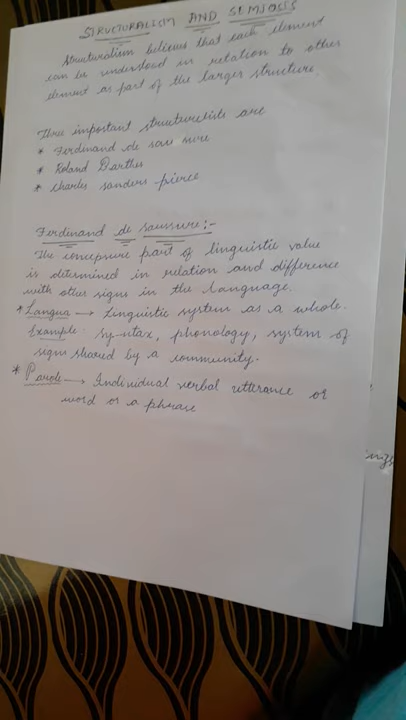 STRUCTURALISM AND SEMIOSIS
Structuralism believes that each element
can be understood in relation to other
element as part of the larger structure.
Three important structuralists are
* Ferdinand de saussure
* Roland Barthes
* Charles sanders pierce
Ferdinand de saussure:-
The part of linguistic value
is determined in relation and difference
with other signs in the language.
* Langua → Linguistic system as a whole.
Example: Syntax, phonology, system of
sign shared by a community.
* Parole → Individual verbal utterance or
word or a phrase
ings